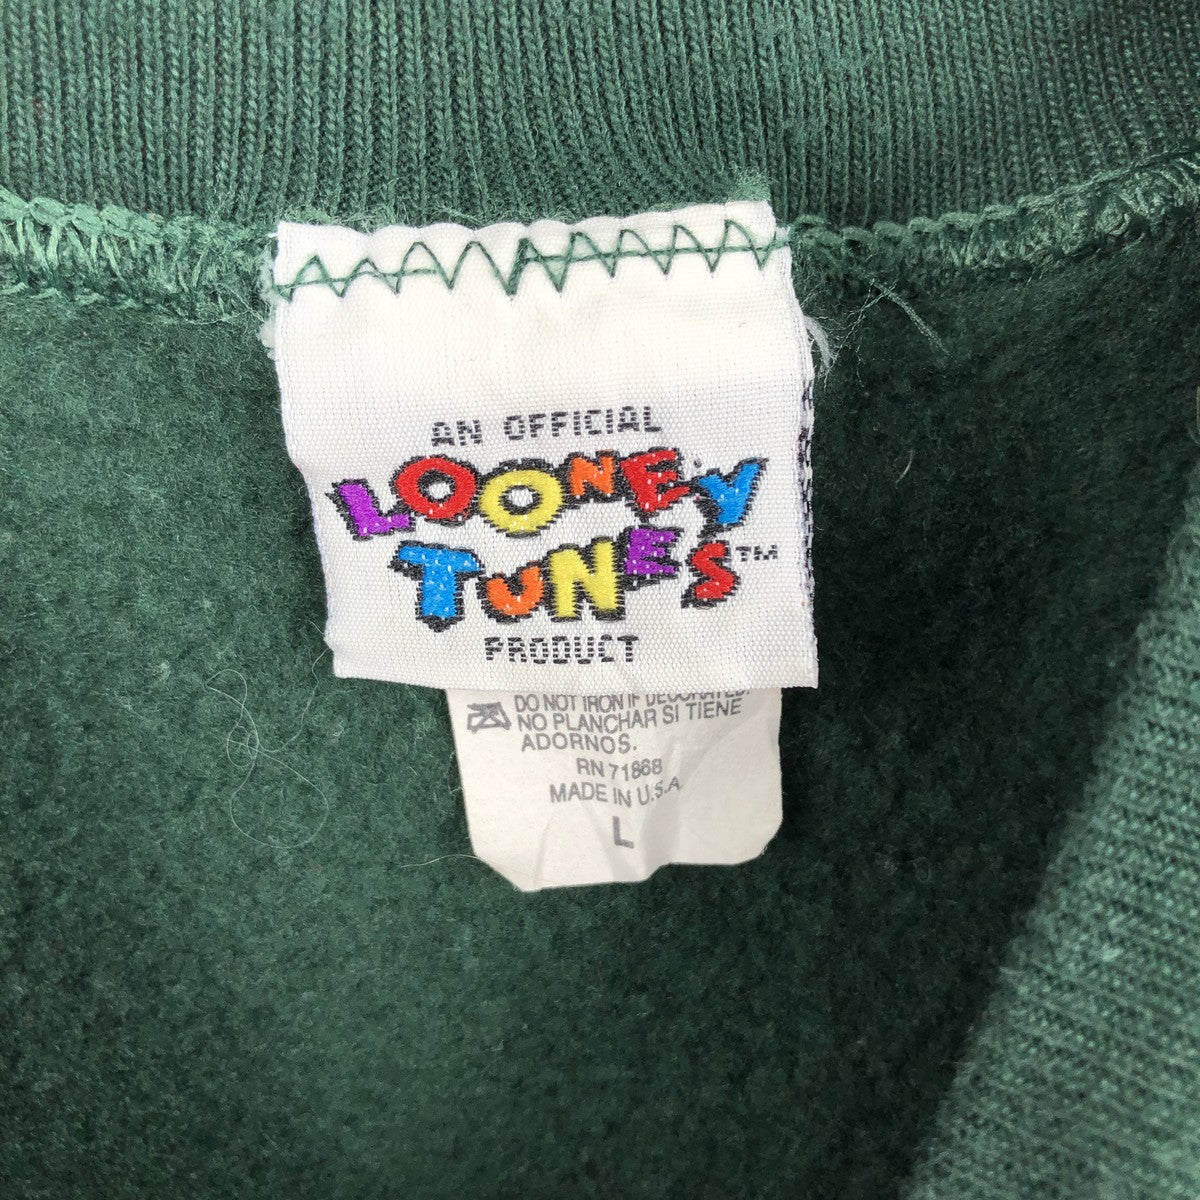 AN OFFICIAL
LOONEY
TUNES™
PRODUCT
DO NOT IRON IF DECORATED.
NO PLANCHAR SI TIENE
ADORNOS.
RN 71868
MADE IN U.S.A
L